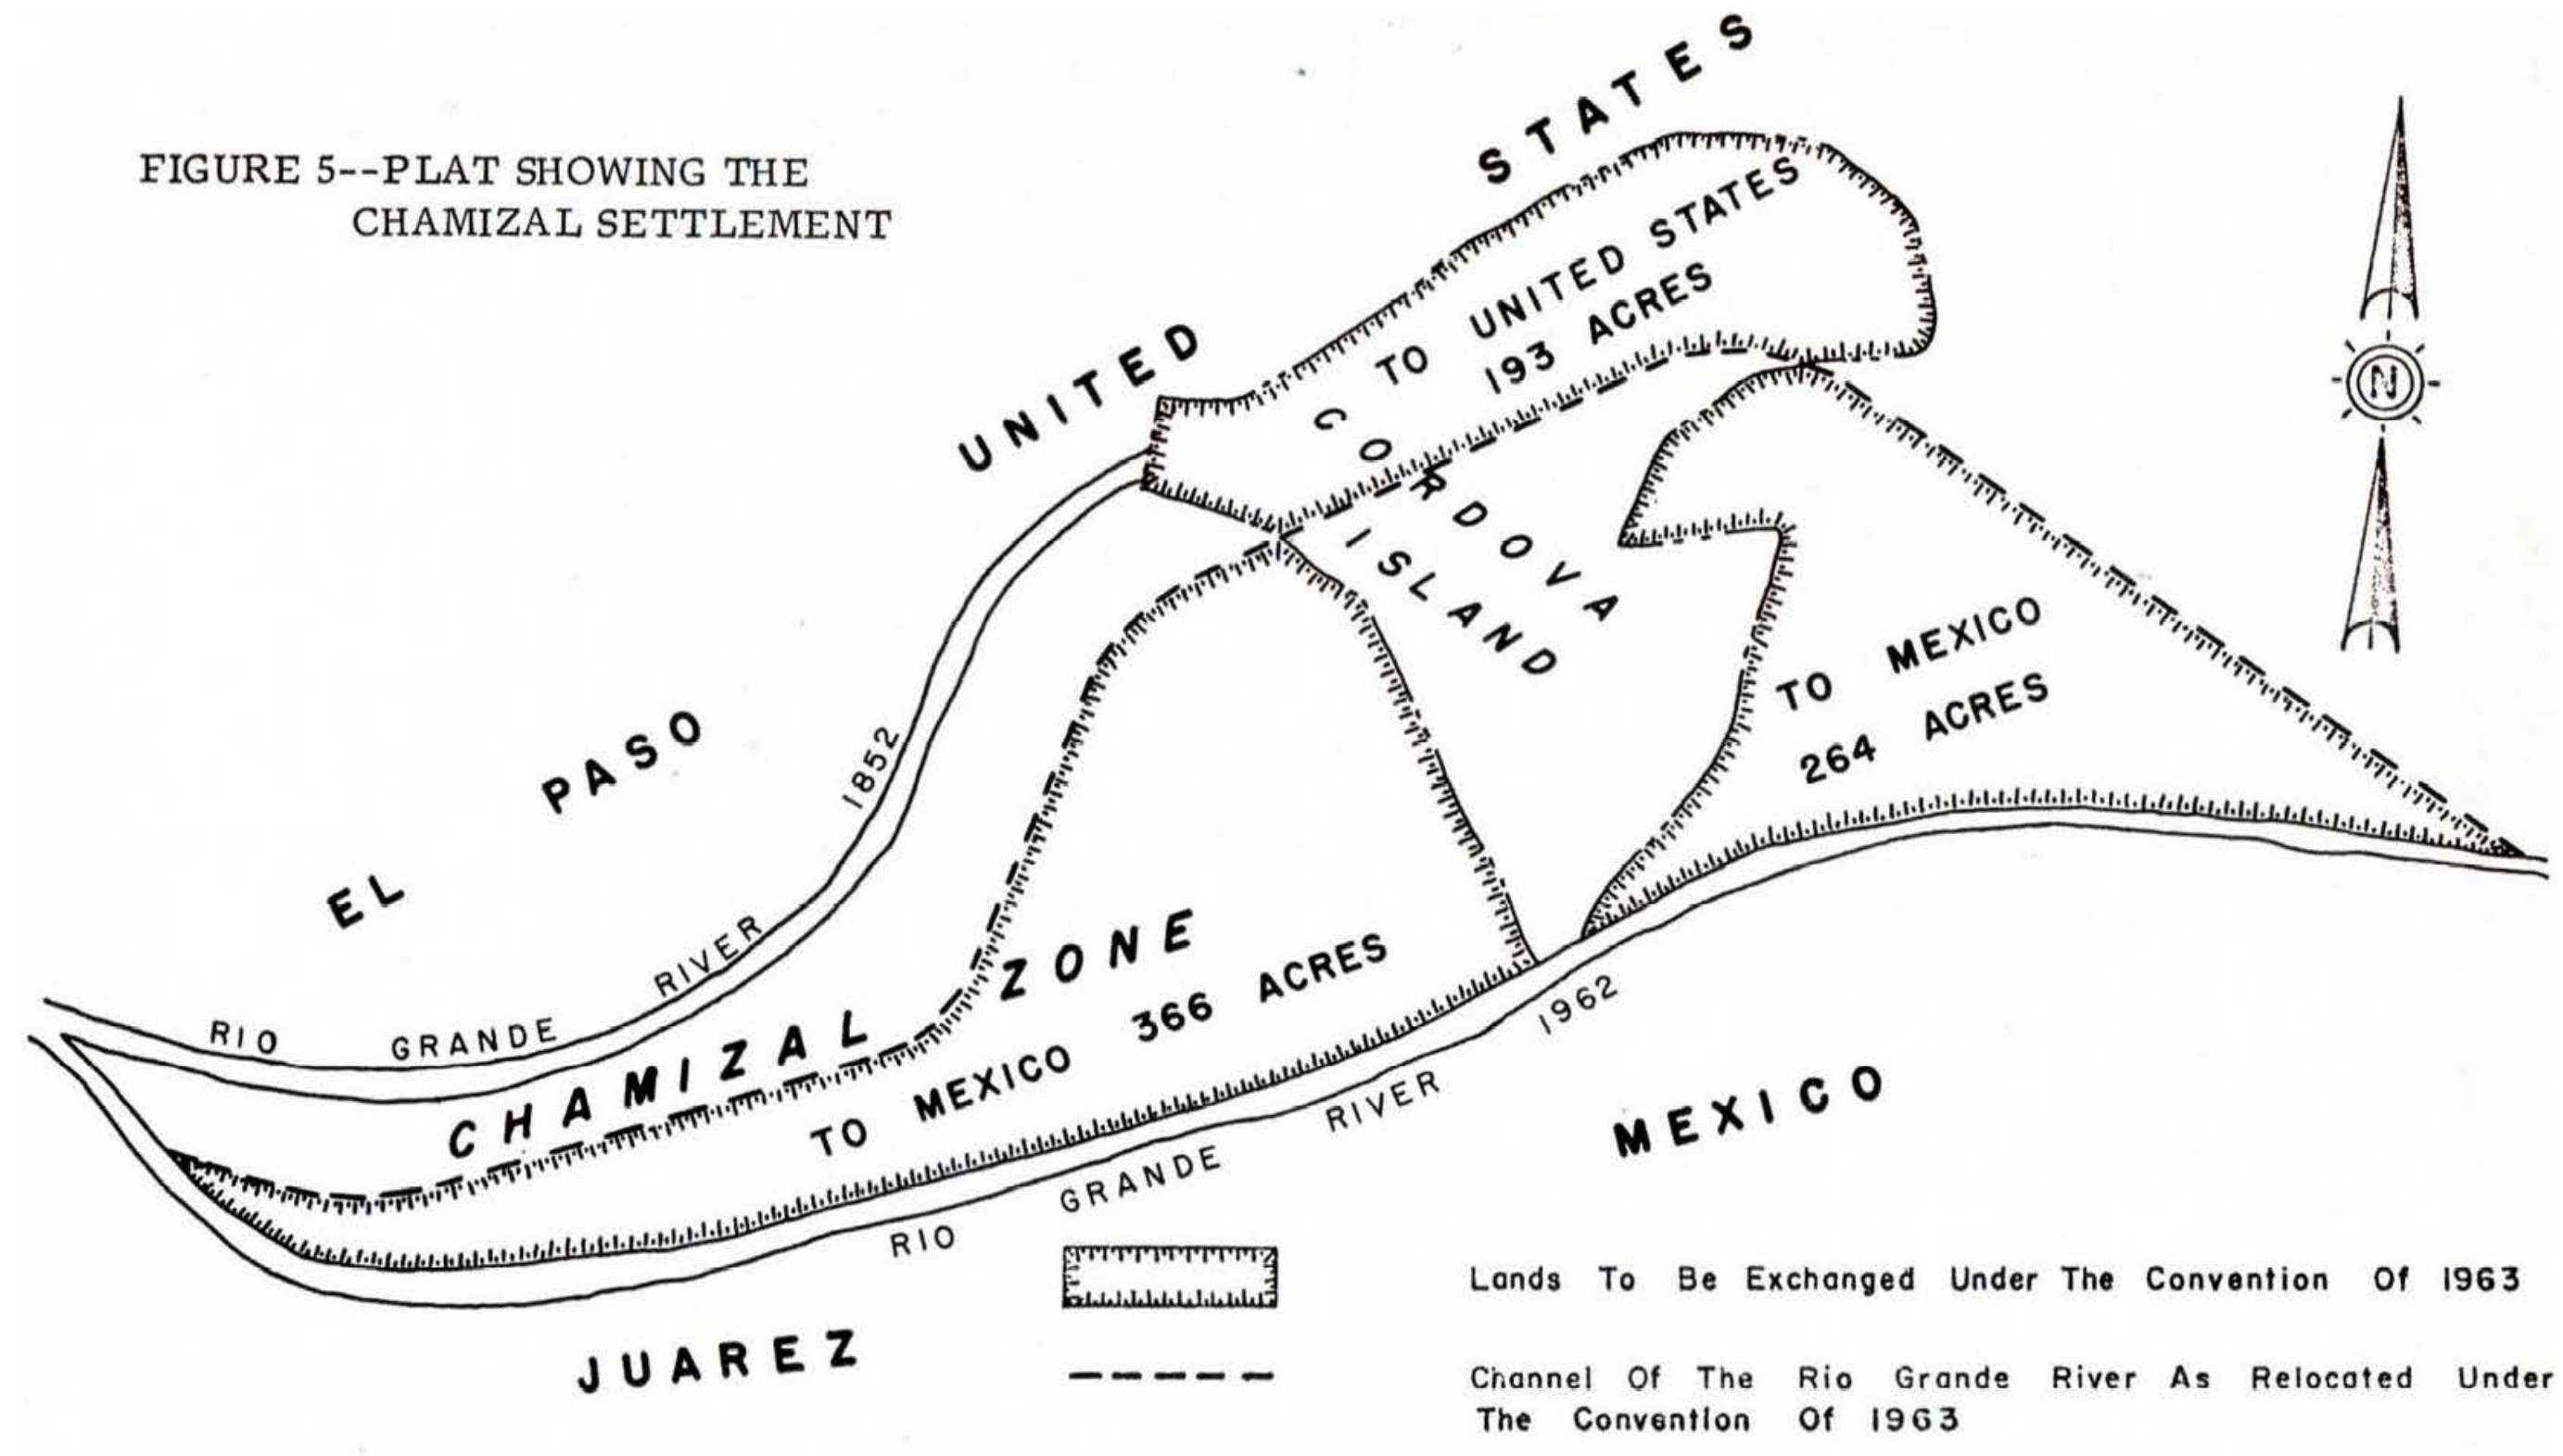 FIGURE 5--PLAT SHOWING THE
CHAMIZAL SETTLEMENT
UNITED STATES
TO UNITED STATES
193 ACRES
CORDOVA
ISLAND
N
TO MEXICO
264 ACRES
EL PASO
1852
RIO GRANDE RIVER
CHAMIZAL ZONE
TO MEXICO 366 ACRES
1962
RIO GRANDE RIVER
MEXICO
JUAREZ
Lands To Be Exchanged Under The Convention Of 1963
Channel Of The Rio Grande River As Relocated Under
The Convention Of 1963